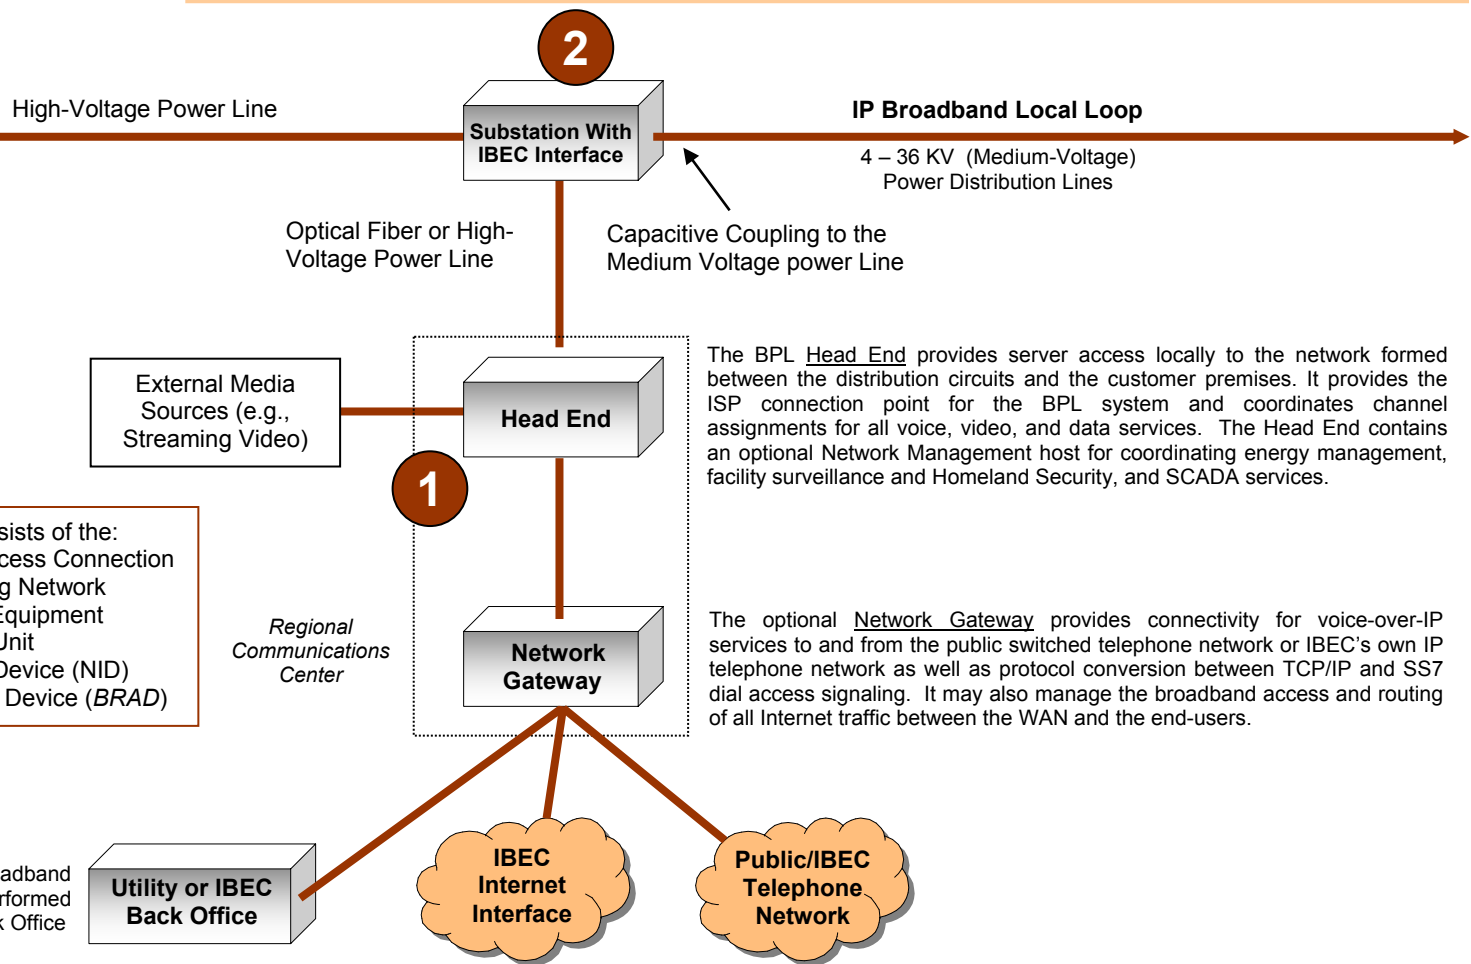 2
High-Voltage Power Line
Substation With
IBEC Interface
IP Broadband Local Loop
4 – 36 KV (Medium-Voltage)
Power Distribution Lines
Optical Fiber or High-
Voltage Power Line
Capacitive Coupling to the
Medium Voltage power Line
External Media
Sources (e.g.,
Streaming Video)
Head End
The BPL Head End provides server access locally to the network formed
between the distribution circuits and the customer premises. It provides the
ISP connection point for the BPL system and coordinates channel
assignments for all voice, video, and data services. The Head End contains
an optional Network Management host for coordinating energy management,
facility surveillance and Homeland Security, and SCADA services.
1
sists of the:
ccess Connection
g Network
Equipment
Unit
Device (NID)
Device (BRAD)
Regional
Communications
Center
Network
Gateway
The optional Network Gateway provides connectivity for voice-over-IP
services to and from the public switched telephone network or IBEC's own IP
telephone network as well as protocol conversion between TCP/IP and SS7
dial access signaling. It may also manage the broadband access and routing
of all Internet traffic between the WAN and the end-users.
adband
rformed
k Office
Utility or IBEC
Back Office
IBEC
Internet
Interface
Public/IBEC
Telephone
Network